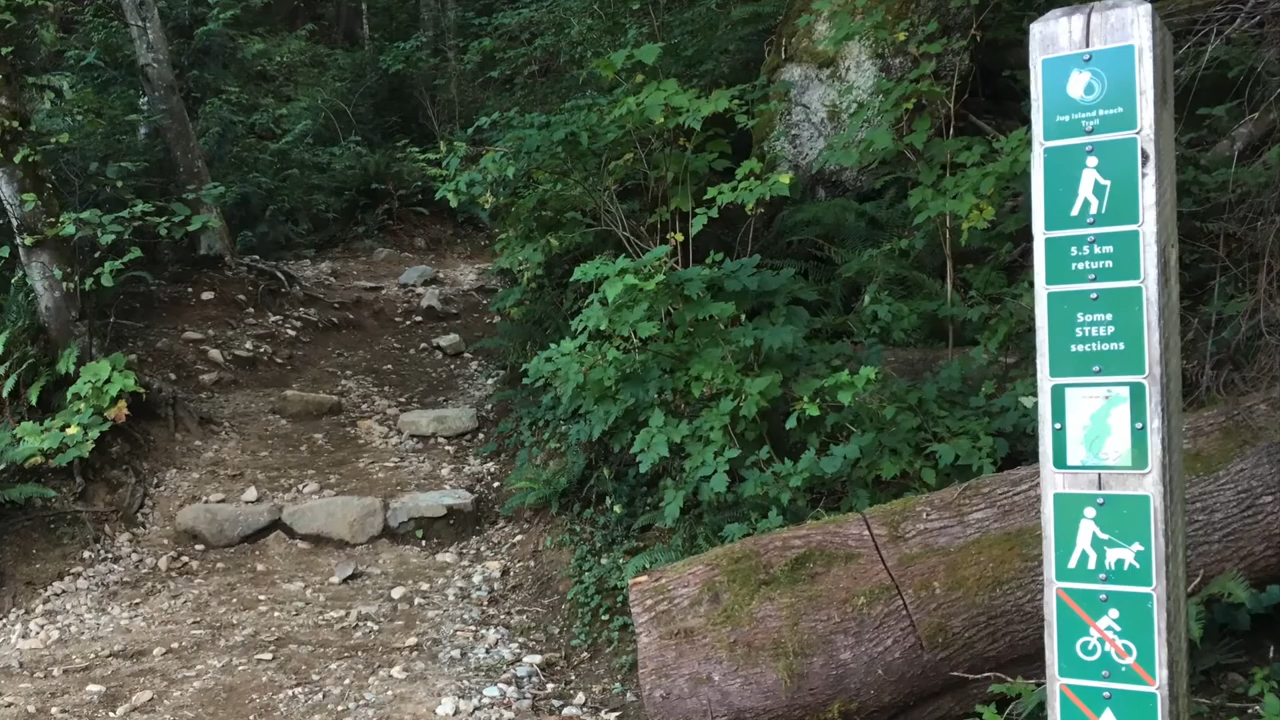 Jug Island Beach
Trail
5.5 km
return
Some
STEEP
sections